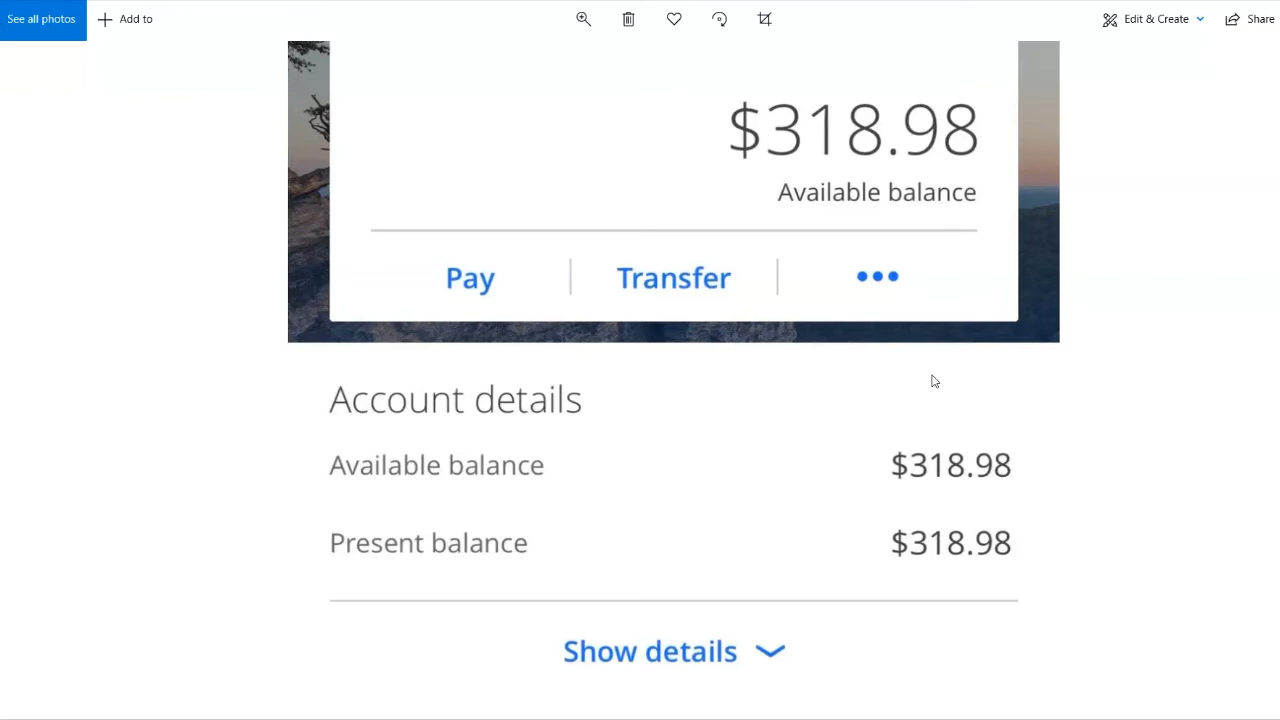 See all photos
Add to
Edit & Create
Share
$318.98
Available balance
Pay
Transfer
Account details
Available balance $318.98
Present balance $318.98
Show details